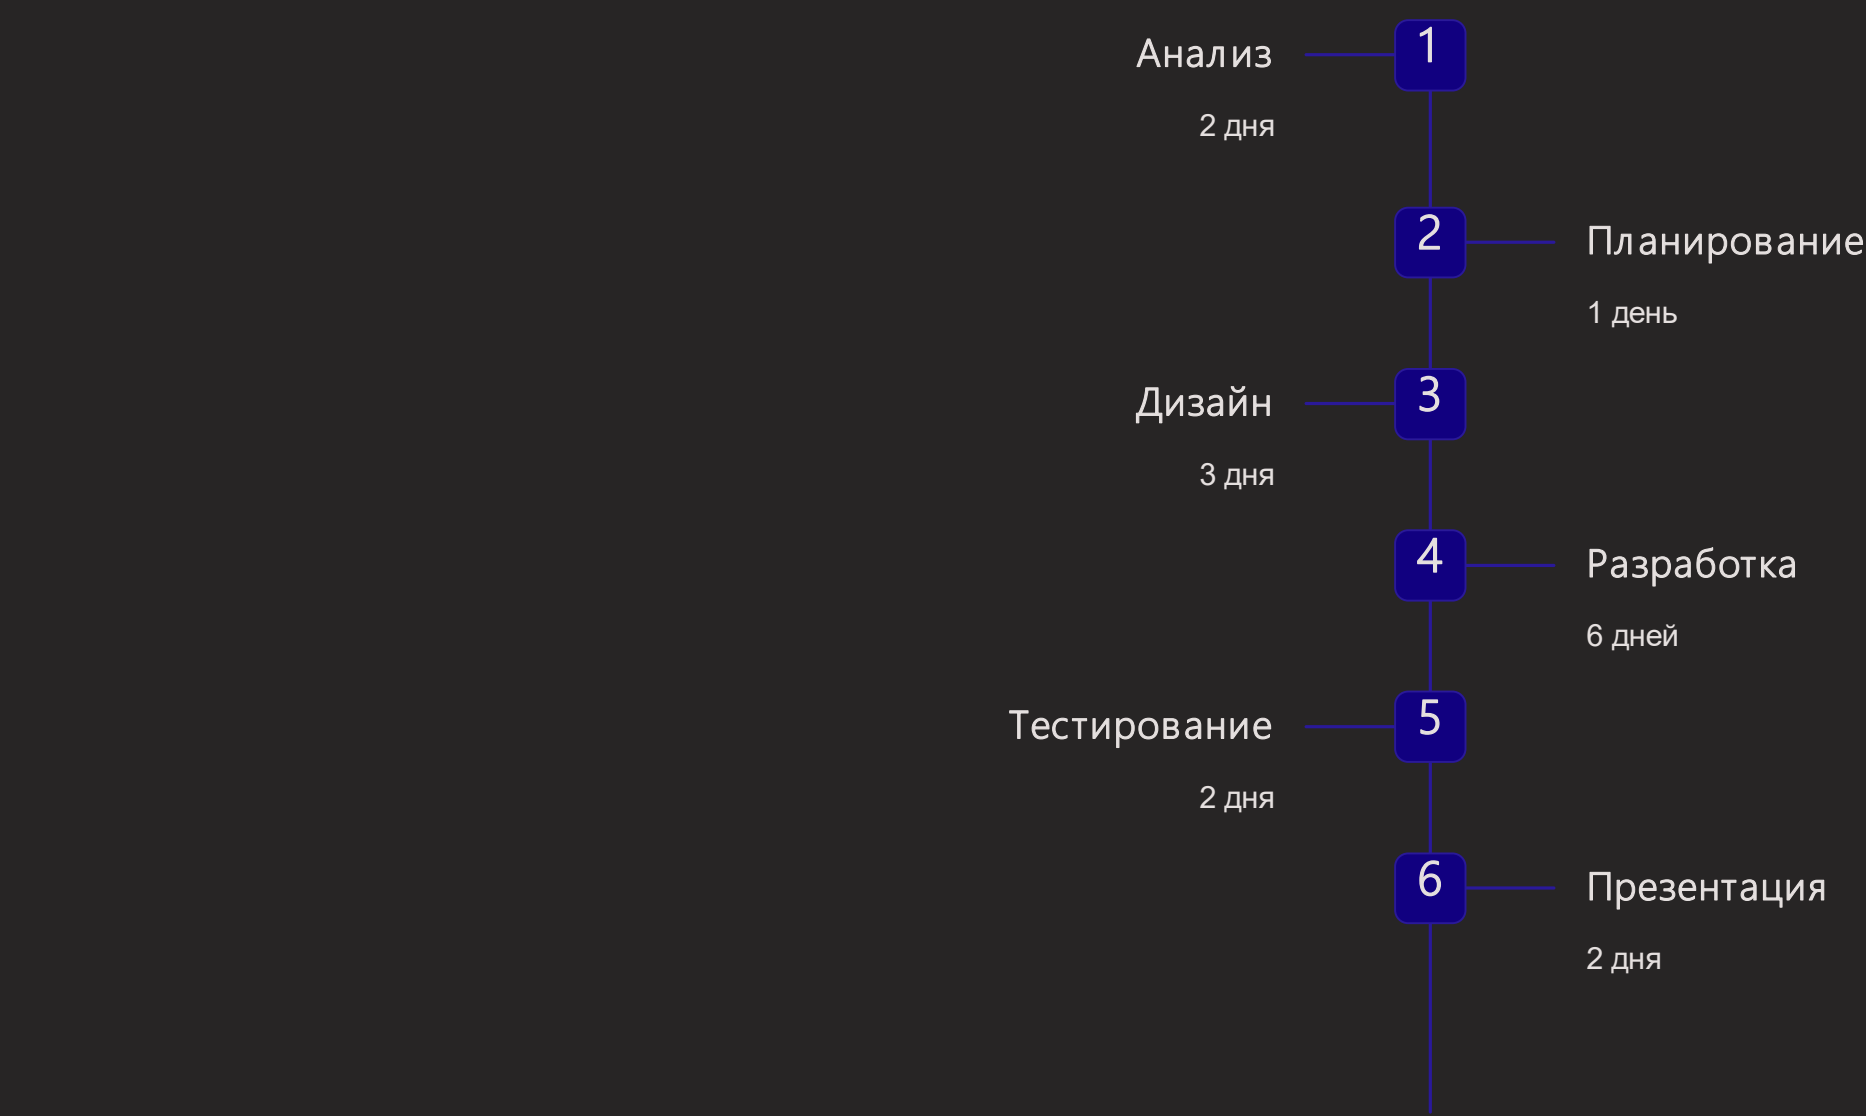 1
Анализ
2 дня
2
Планирование
1 день
3
Дизайн
3 дня
4
Разработка
6 дней
5
Тестирование
2 дня
6
Презентация
2 дня